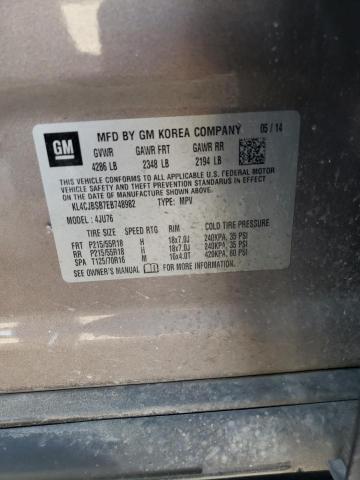 GM
MFD BY GM KOREA COMPANY 05/14
GVWR GAWR FRT GAWR RR
4286 LB 2348 LB 2194 LB
THIS VEHICLE CONFORMS TO ALL APPLICABLE U.S. FEDERAL MOTOR
VEHICLE SAFETY, BUMPER, AND THEFT PREVENTION STANDARDS IN
EFFECT ON THE DATE OF MANUFACTURE SHOWN ABOVE.
KL4CJBSB7EB748982 TYPE: MPV
MODEL: 4JU76
TIRE SIZE SPEED RTG RIM COLD TIRE PRESSURE
FRT P215/55R18 H 18x7.0J 240KPA, 35 PSI
RR P215/55R18 H 18x7.0J 240KPA, 35 PSI
SPA T125/70R16 M 16x4.0T 420KPA, 60 PSI
SEE OWNER'S MANUAL FOR ADDITIONAL INFORMATION.